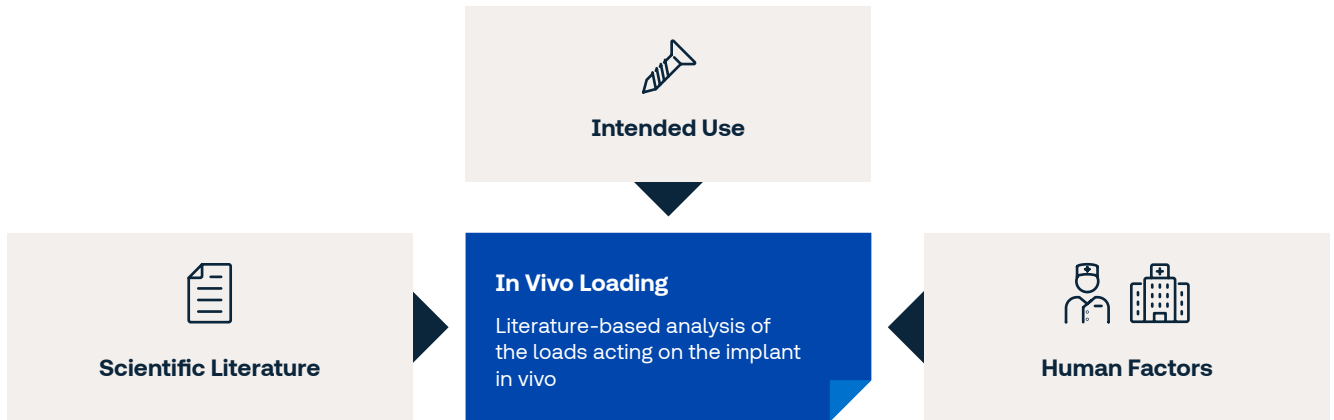 Intended Use
Scientific Literature
In Vivo Loading
Literature-based analysis of
the loads acting on the implant
in vivo
Human Factors